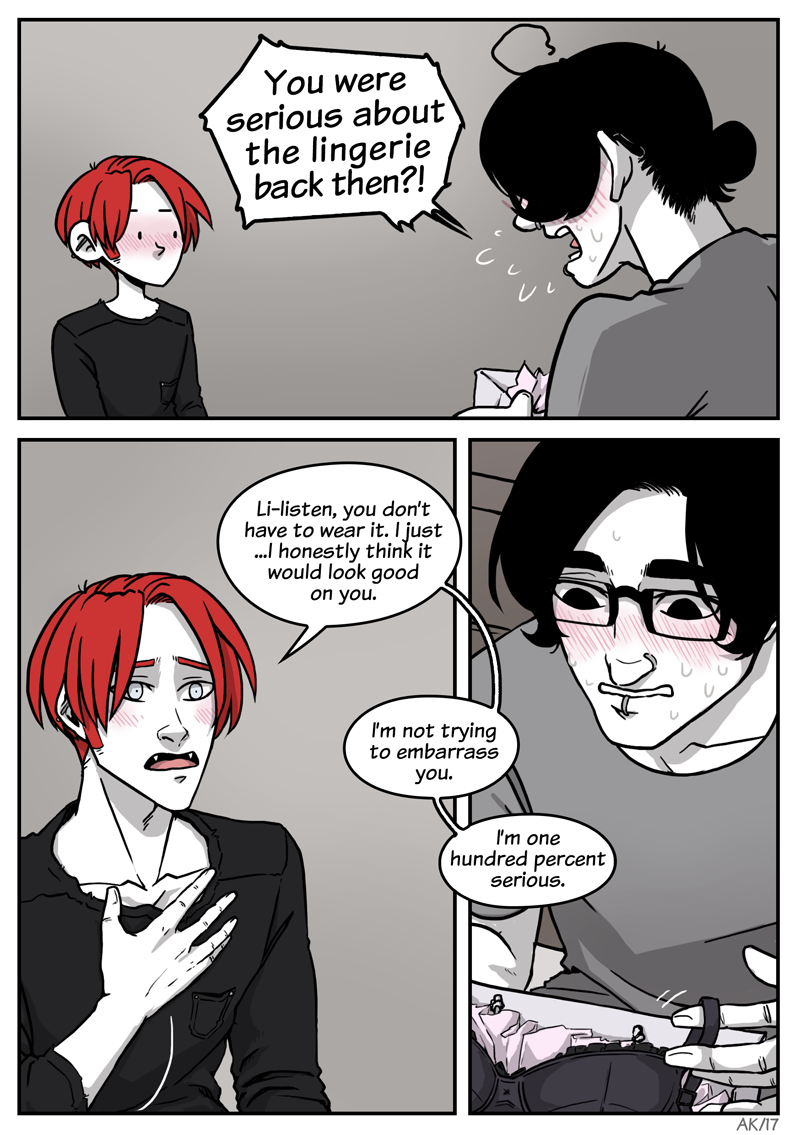 You were
serious about
the lingerie
back then?!
Li-listen, you don't
have to wear it. I just
...I honestly think it
would look good
on you.
I'm not trying
to embarrass
you.
I'm one
hundred percent
serious.
AK/17